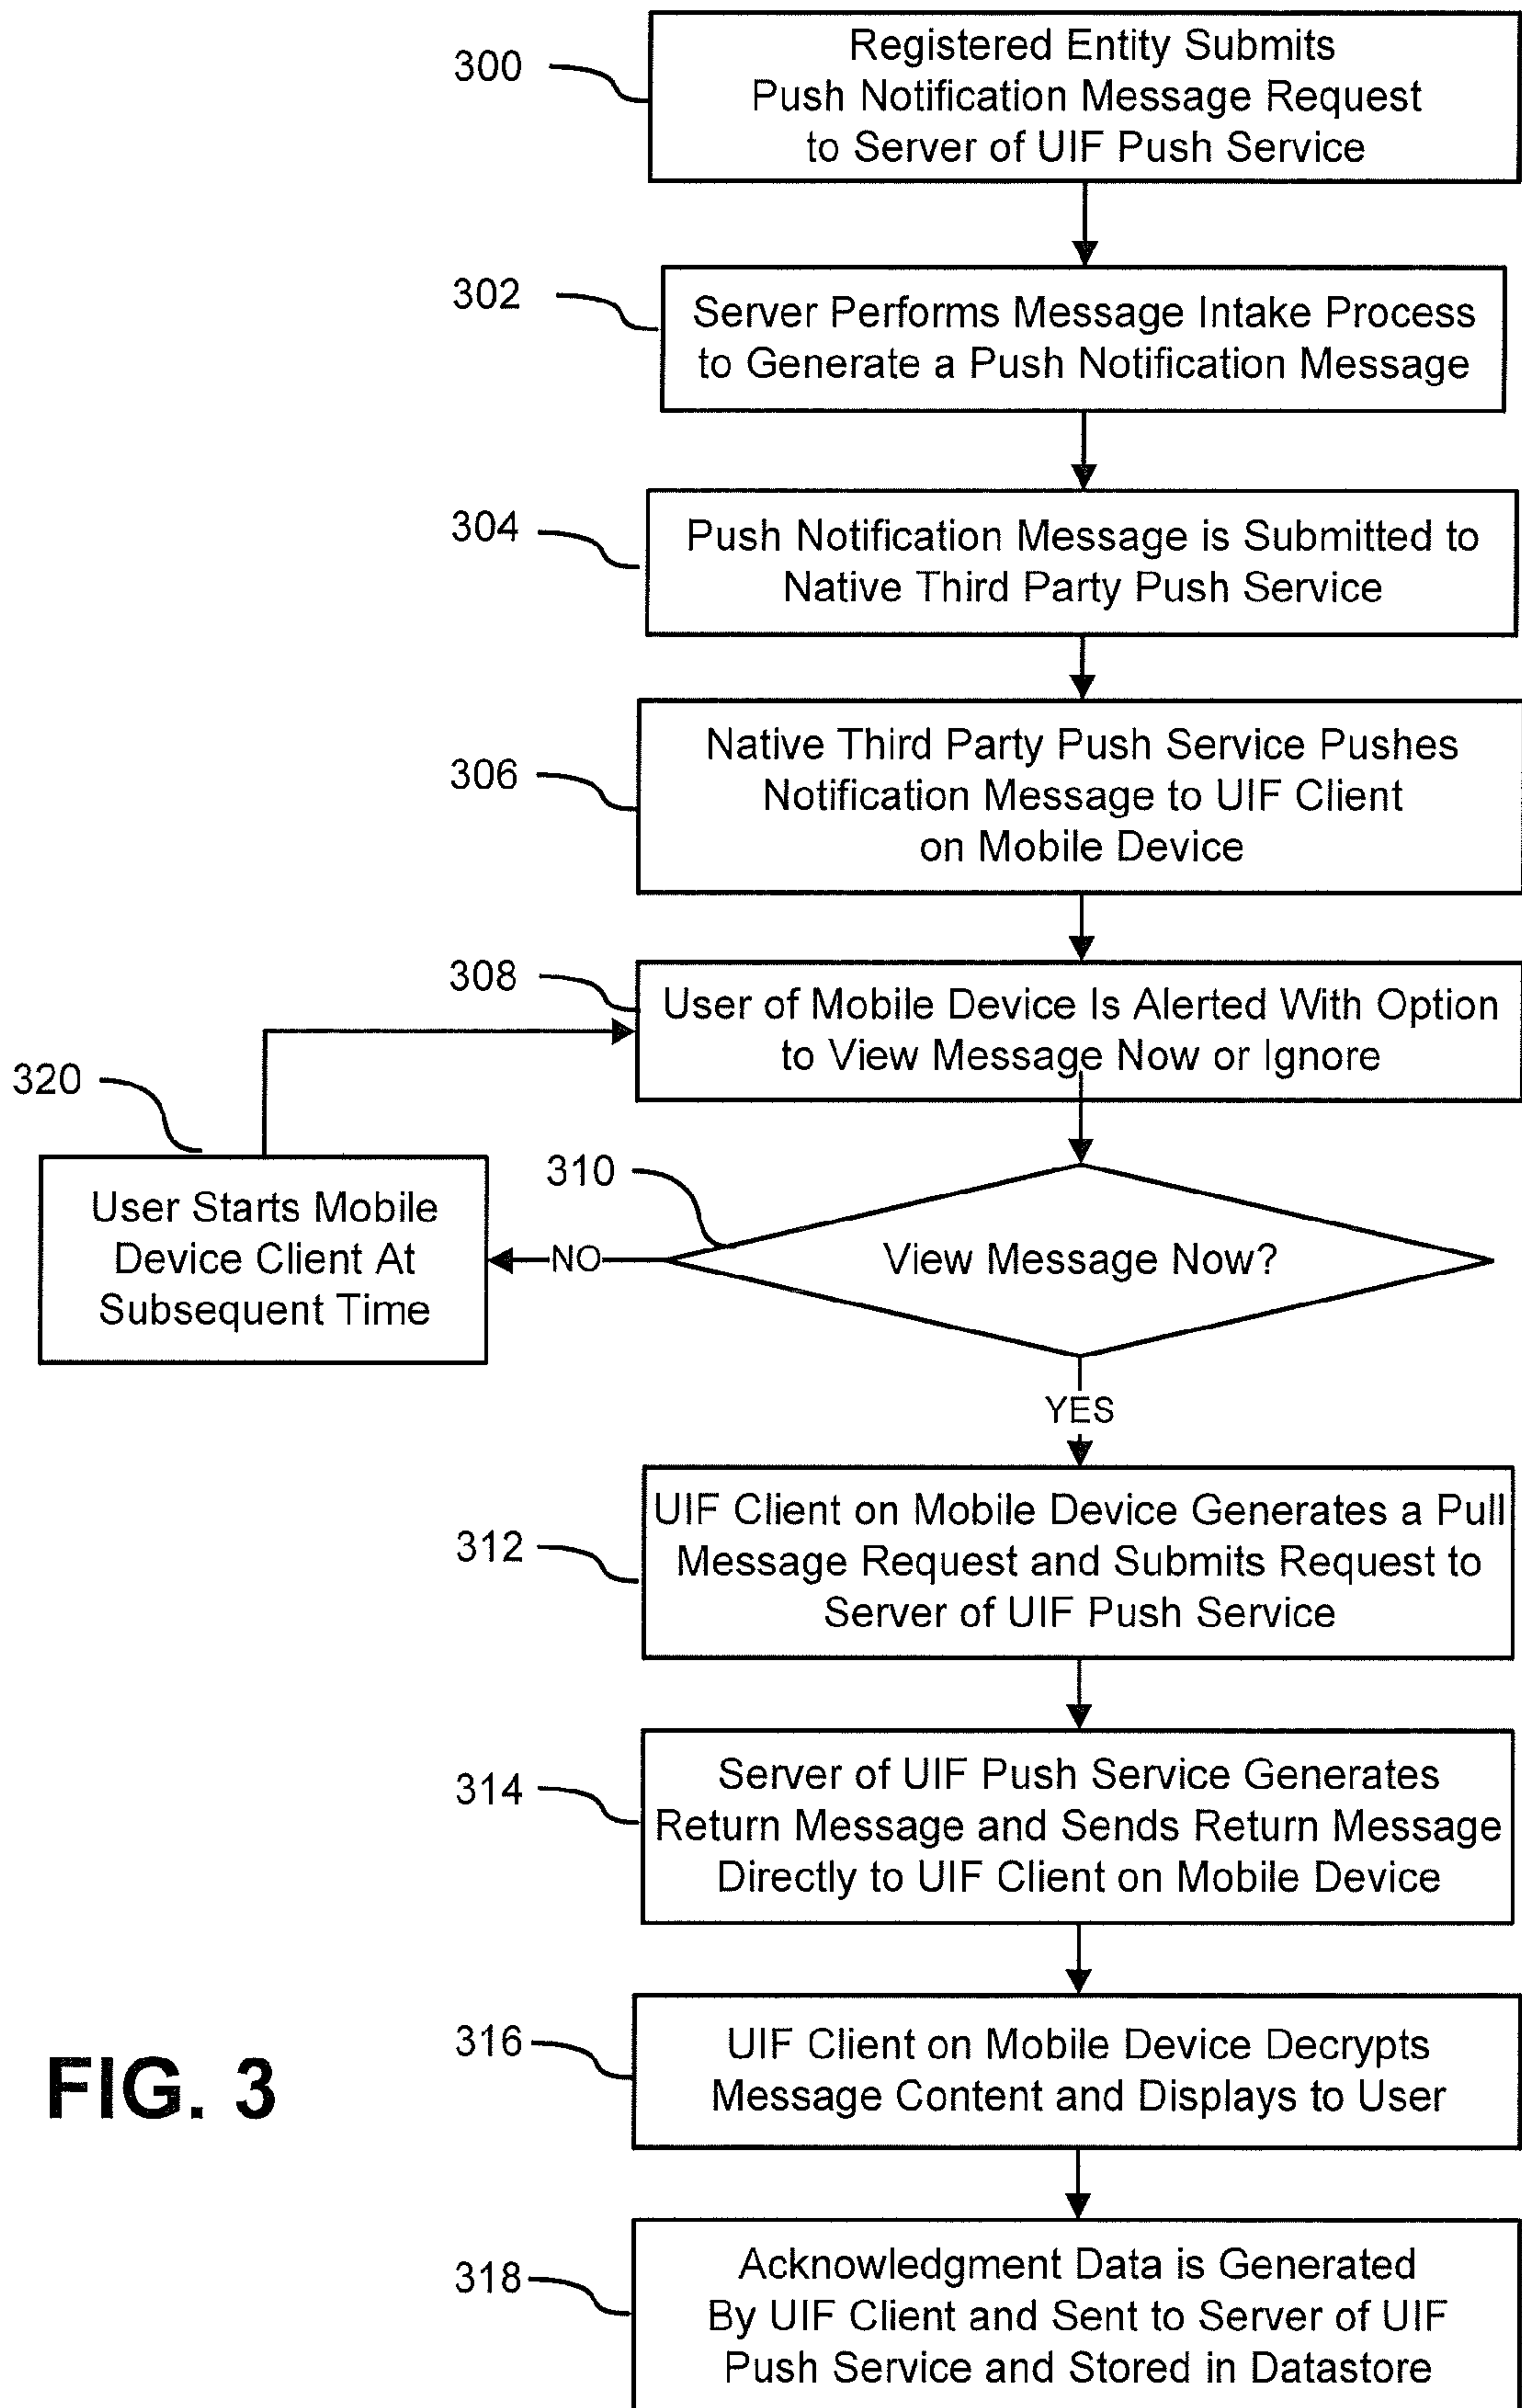 300
Registered Entity Submits
Push Notification Message Request
to Server of UIF Push Service
302
Server Performs Message Intake Process
to Generate a Push Notification Message
304
Push Notification Message is Submitted to
Native Third Party Push Service
306
Native Third Party Push Service Pushes
Notification Message to UIF Client
on Mobile Device
308
User of Mobile Device Is Alerted With Option
to View Message Now or Ignore
320
User Starts Mobile
Device Client At
Subsequent Time
310
View Message Now?
NO
YES
312
UIF Client on Mobile Device Generates a Pull
Message Request and Submits Request to
Server of UIF Push Service
314
Server of UIF Push Service Generates
Return Message and Sends Return Message
Directly to UIF Client on Mobile Device
316
UIF Client on Mobile Device Decrypts
Message Content and Displays to User
FIG. 3
318
Acknowledgment Data is Generated
By UIF Client and Sent to Server of UIF
Push Service and Stored in Datastore